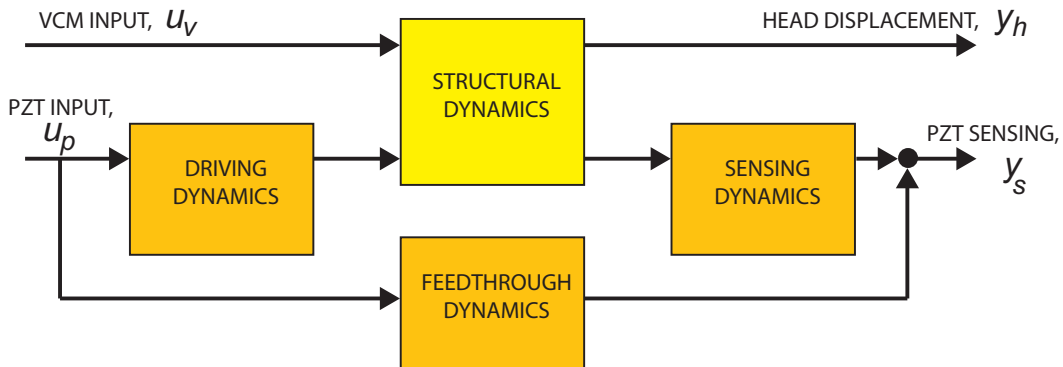 VCM INPUT, u_v
HEAD DISPLACEMENT, y_h
STRUCTURAL
DYNAMICS
PZT INPUT,
u_p
DRIVING
DYNAMICS
SENSING
DYNAMICS
PZT SENSING,
y_s
FEEDTHROUGH
DYNAMICS